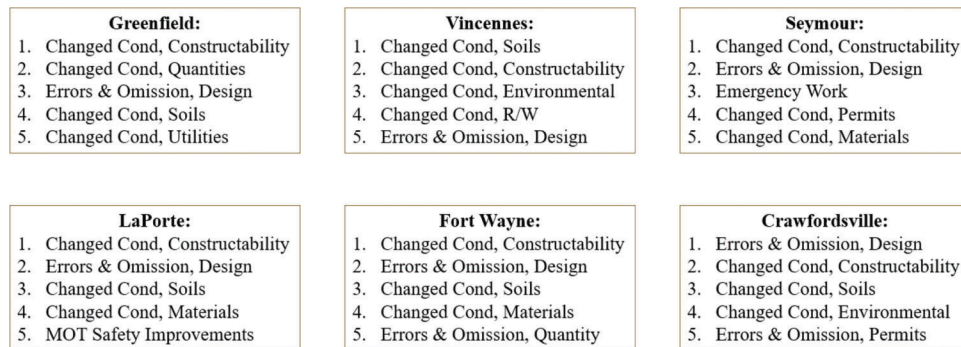 Greenfield:
1. Changed Cond, Constructability
2. Changed Cond, Quantities
3. Errors & Omission, Design
4. Changed Cond, Soils
5. Changed Cond, Utilities
Vincennes:
1. Changed Cond, Soils
2. Changed Cond, Constructability
3. Changed Cond, Environmental
4. Changed Cond, R/W
5. Errors & Omission, Design
Seymour:
1. Changed Cond, Constructability
2. Errors & Omission, Design
3. Emergency Work
4. Changed Cond, Permits
5. Changed Cond, Materials
LaPorte:
1. Changed Cond, Constructability
2. Errors & Omission, Design
3. Changed Cond, Soils
4. Changed Cond, Materials
5. MOT Safety Improvements
Fort Wayne:
1. Changed Cond, Constructability
2. Errors & Omission, Design
3. Changed Cond, Soils
4. Changed Cond, Materials
5. Errors & Omission, Quantity
Crawfordsville:
1. Errors & Omission, Design
2. Changed Cond, Constructability
3. Changed Cond, Soils
4. Changed Cond, Environmental
5. Errors & Omission, Permits